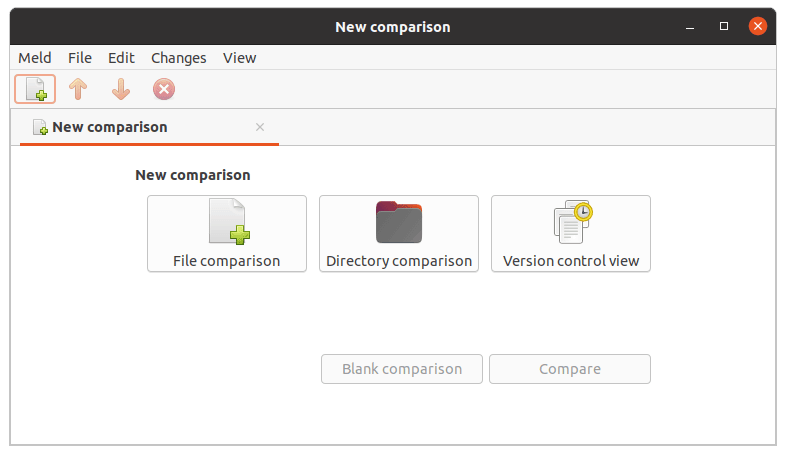 New comparison
Meld File Edit Changes View
New comparison
New comparison
File comparison Directory comparison Version control view
Blank comparison Compare